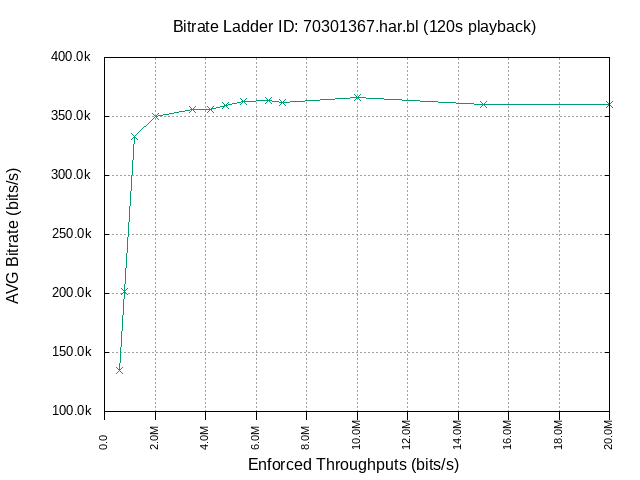 Bitrate Ladder ID: 70301367.har.bl (120s playback)
400.0k
350.0k
300.0k
250.0k
200.0k
150.0k
100.0k
AVG Bitrate (bits/s)
0.0
2.0M
4.0M
6.0M
8.0M
10.0M
12.0M
14.0M
16.0M
18.0M
20.0M
Enforced Throughputs (bits/s)